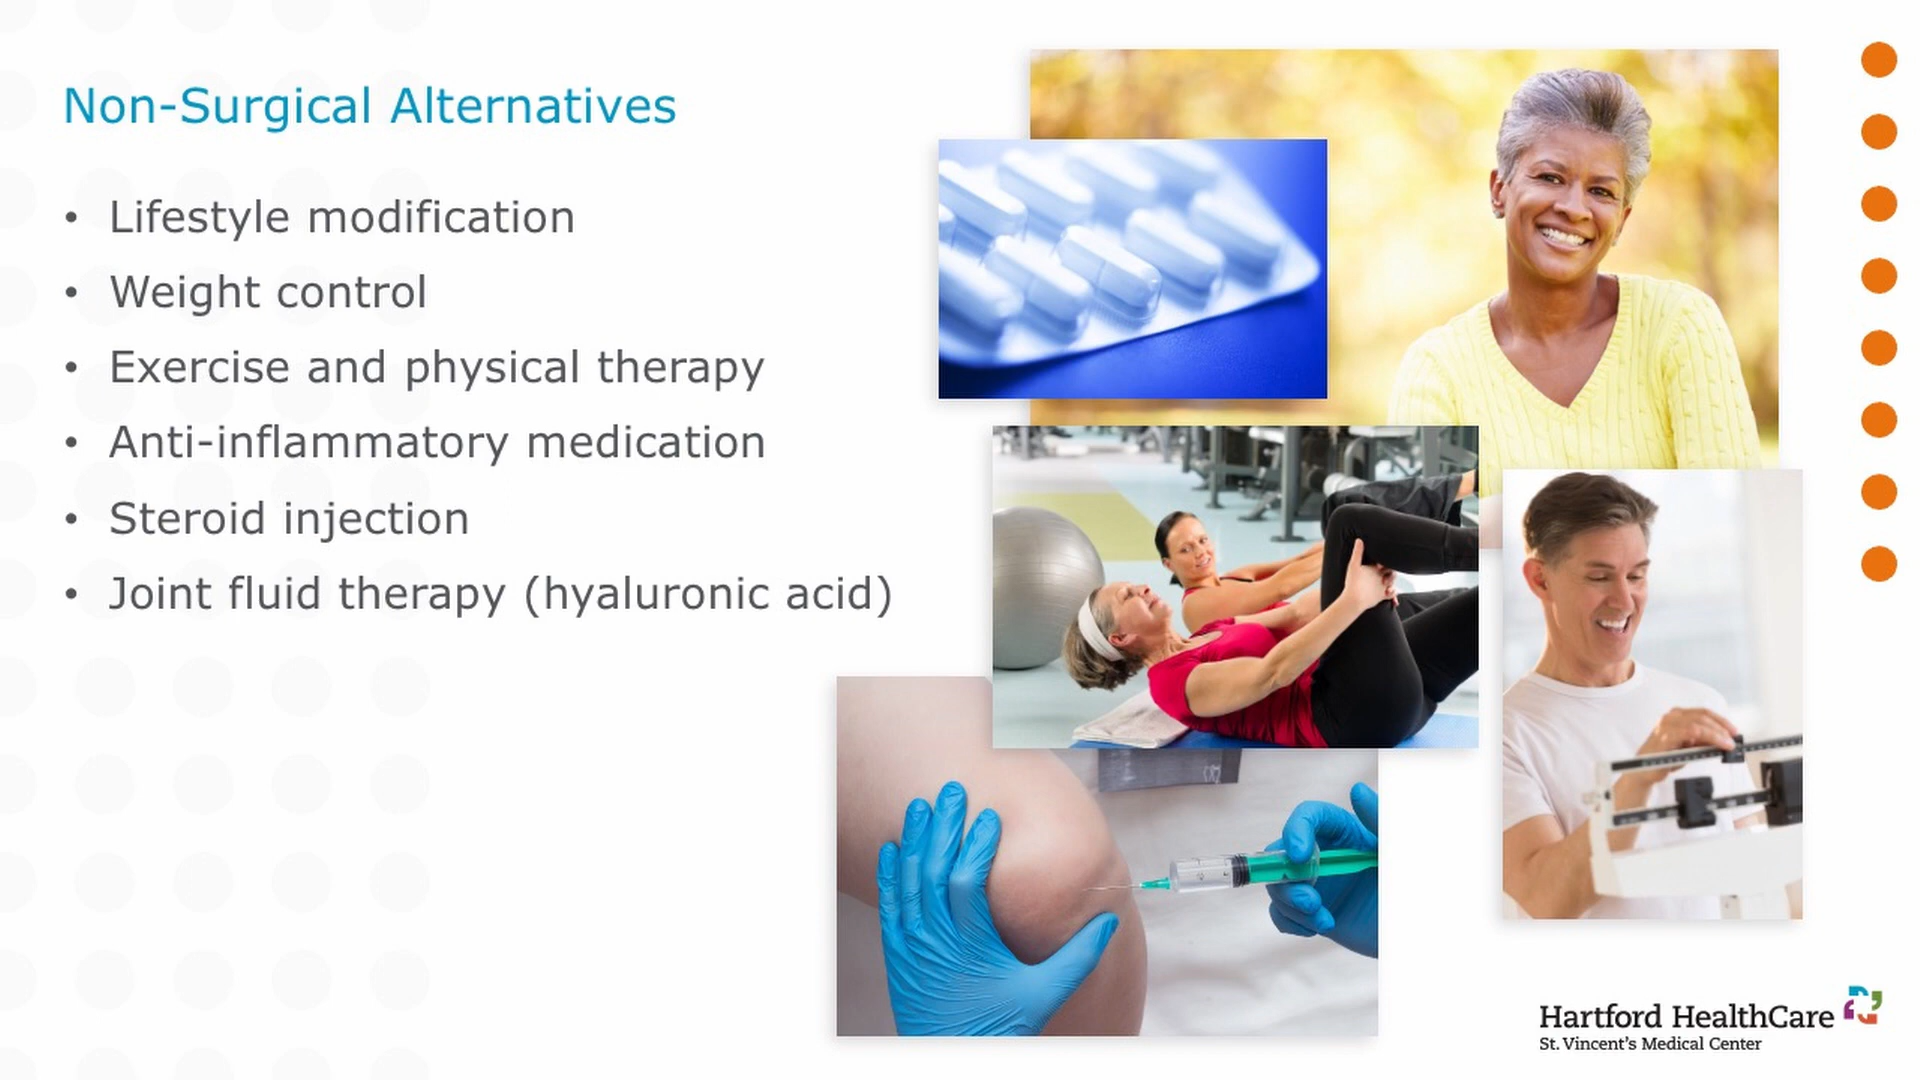 Non-Surgical Alternatives
• Lifestyle modification
• Weight control
• Exercise and physical therapy
• Anti-inflammatory medication
• Steroid injection
• Joint fluid therapy (hyaluronic acid)
Hartford HealthCare
St. Vincent's Medical Center